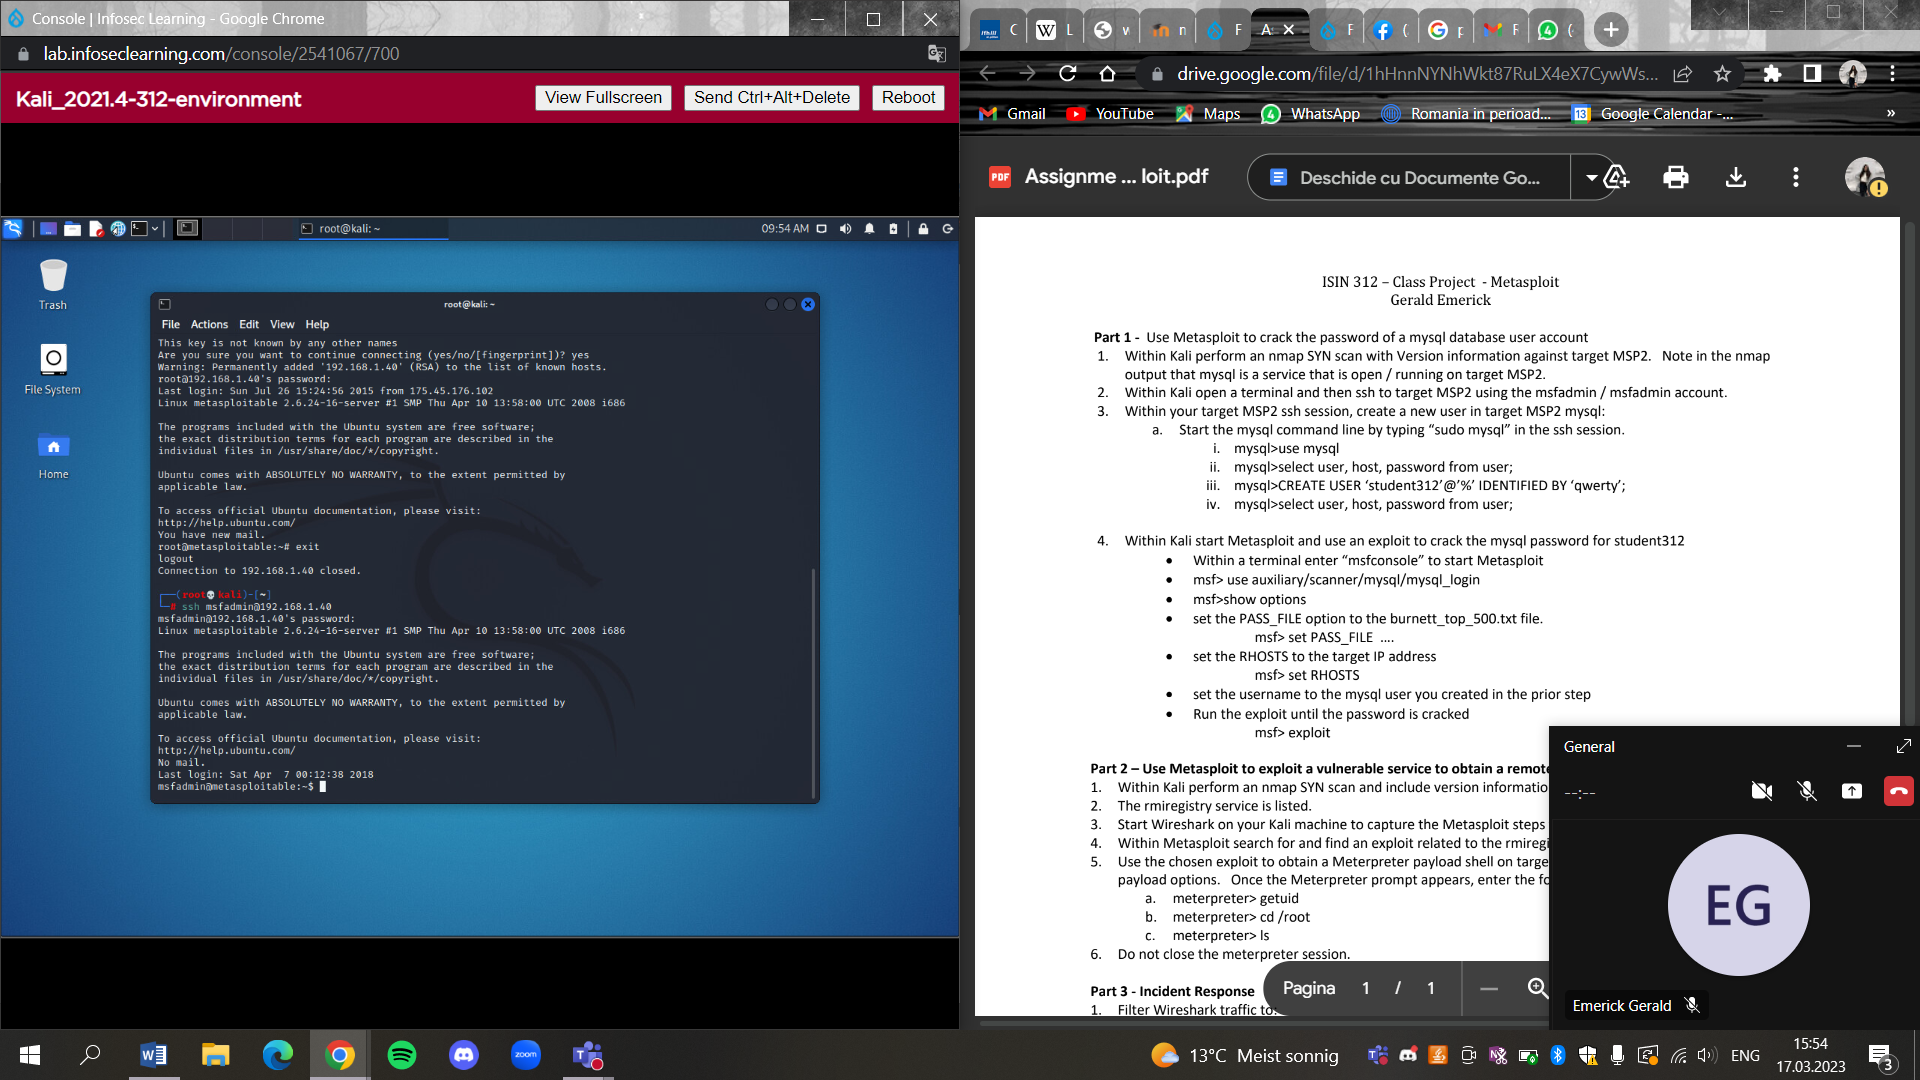 Console | Infosec Learning - Google Chrome
lab.infoseclearning.com/console/2541067/700
Kali_2021.4-312-environment
View Fullscreen
Send Ctrl+Alt+Delete
Reboot
root@kali: ~
09:54 AM
Trash
File System
Home
root@kali: ~
File Actions Edit View Help
This key is not known by any other names
Are you sure you want to continue connecting (yes/no/[fingerprint])? yes
Warning: Permanently added '192.168.1.40' (RSA) to the list of known hosts.
root@192.168.1.40's password:
Last login: Sun Jul 26 15:24:56 2015 from 175.45.176.102
Linux metasploitable 2.6.24-16-server #1 SMP Thu Apr 10 13:58:00 UTC 2008 i686
The programs included with the Ubuntu system are free software;
the exact distribution terms for each program are described in the
individual files in /usr/share/doc/*/copyright.
Ubuntu comes with ABSOLUTELY NO WARRANTY, to the extent permitted by
applicable law.
To access official Ubuntu documentation, please visit:
http://help.ubuntu.com/
You have new mail.
root@metasploitable:~# exit
logout
Connection to 192.168.1.40 closed.
(root💀kali)-[~]
# ssh msfadmin@192.168.1.40
msfadmin@192.168.1.40's password:
Linux metasploitable 2.6.24-16-server #1 SMP Thu Apr 10 13:58:00 UTC 2008 i686
The programs included with the Ubuntu system are free software;
the exact distribution terms for each program are described in the
individual files in /usr/share/doc/*/copyright.
Ubuntu comes with ABSOLUTELY NO WARRANTY, to the extent permitted by
applicable law.
To access official Ubuntu documentation, please visit:
http://help.ubuntu.com/
No mail.
Last login: Sat Apr  7 00:12:38 2018
msfadmin@metasploitable:~$
drive.google.com/file/d/1hHnnNYNhWkt87RuLX4eX7CywWs...
Gmail YouTube Maps WhatsApp Romania in perioad... Google Calendar -... »
PDF Assignme ... loit.pdf
Deschide cu Documente Go...
ISIN 312 – Class Project - Metasploit
Gerald Emerick
Part 1 - Use Metasploit to crack the password of a mysql database user account
1. Within Kali perform an nmap SYN scan with Version information against target MSP2. Note in the nmap
output that mysql is a service that is open / running on target MSP2.
2. Within Kali open a terminal and then ssh to target MSP2 using the msfadmin / msfadmin account.
3. Within your target MSP2 ssh session, create a new user in target MSP2 mysql:
a. Start the mysql command line by typing “sudo mysql” in the ssh session.
i. mysql>use mysql
ii. mysql>select user, host, password from user;
iii. mysql>CREATE USER ‘student312’@’%’ IDENTIFIED BY ‘qwerty’;
iv. mysql>select user, host, password from user;
4. Within Kali start Metasploit and use an exploit to crack the mysql password for student312
• Within a terminal enter “msfconsole” to start Metasploit
• msf> use auxiliary/scanner/mysql/mysql_login
• msf>show options
• set the PASS_FILE option to the burnett_top_500.txt file.
msf> set PASS_FILE ….
• set the RHOSTS to the target IP address
msf> set RHOSTS
• set the username to the mysql user you created in the prior step
• Run the exploit until the password is cracked
msf> exploit
Part 2 – Use Metasploit to exploit a vulnerable service to obtain a remote
1. Within Kali perform an nmap SYN scan and include version informatio
2. The rmiregistry service is listed.
3. Start Wireshark on your Kali machine to capture the Metasploit steps
4. Within Metasploit search for and find an exploit related to the rmiregi
5. Use the chosen exploit to obtain a Meterpreter payload shell on targe
payload options. Once the Meterpreter prompt appears, enter the fo
a. meterpreter> getuid
b. meterpreter> cd /root
c. meterpreter> ls
6. Do not close the meterpreter session.
Part 3 - Incident Response
1. Filter Wireshark traffic to:
Pagina 1 / 1
General
--:--
EG
Emerick Gerald
13°C Meist sonnig
ENG
15:54
17.03.2023
3